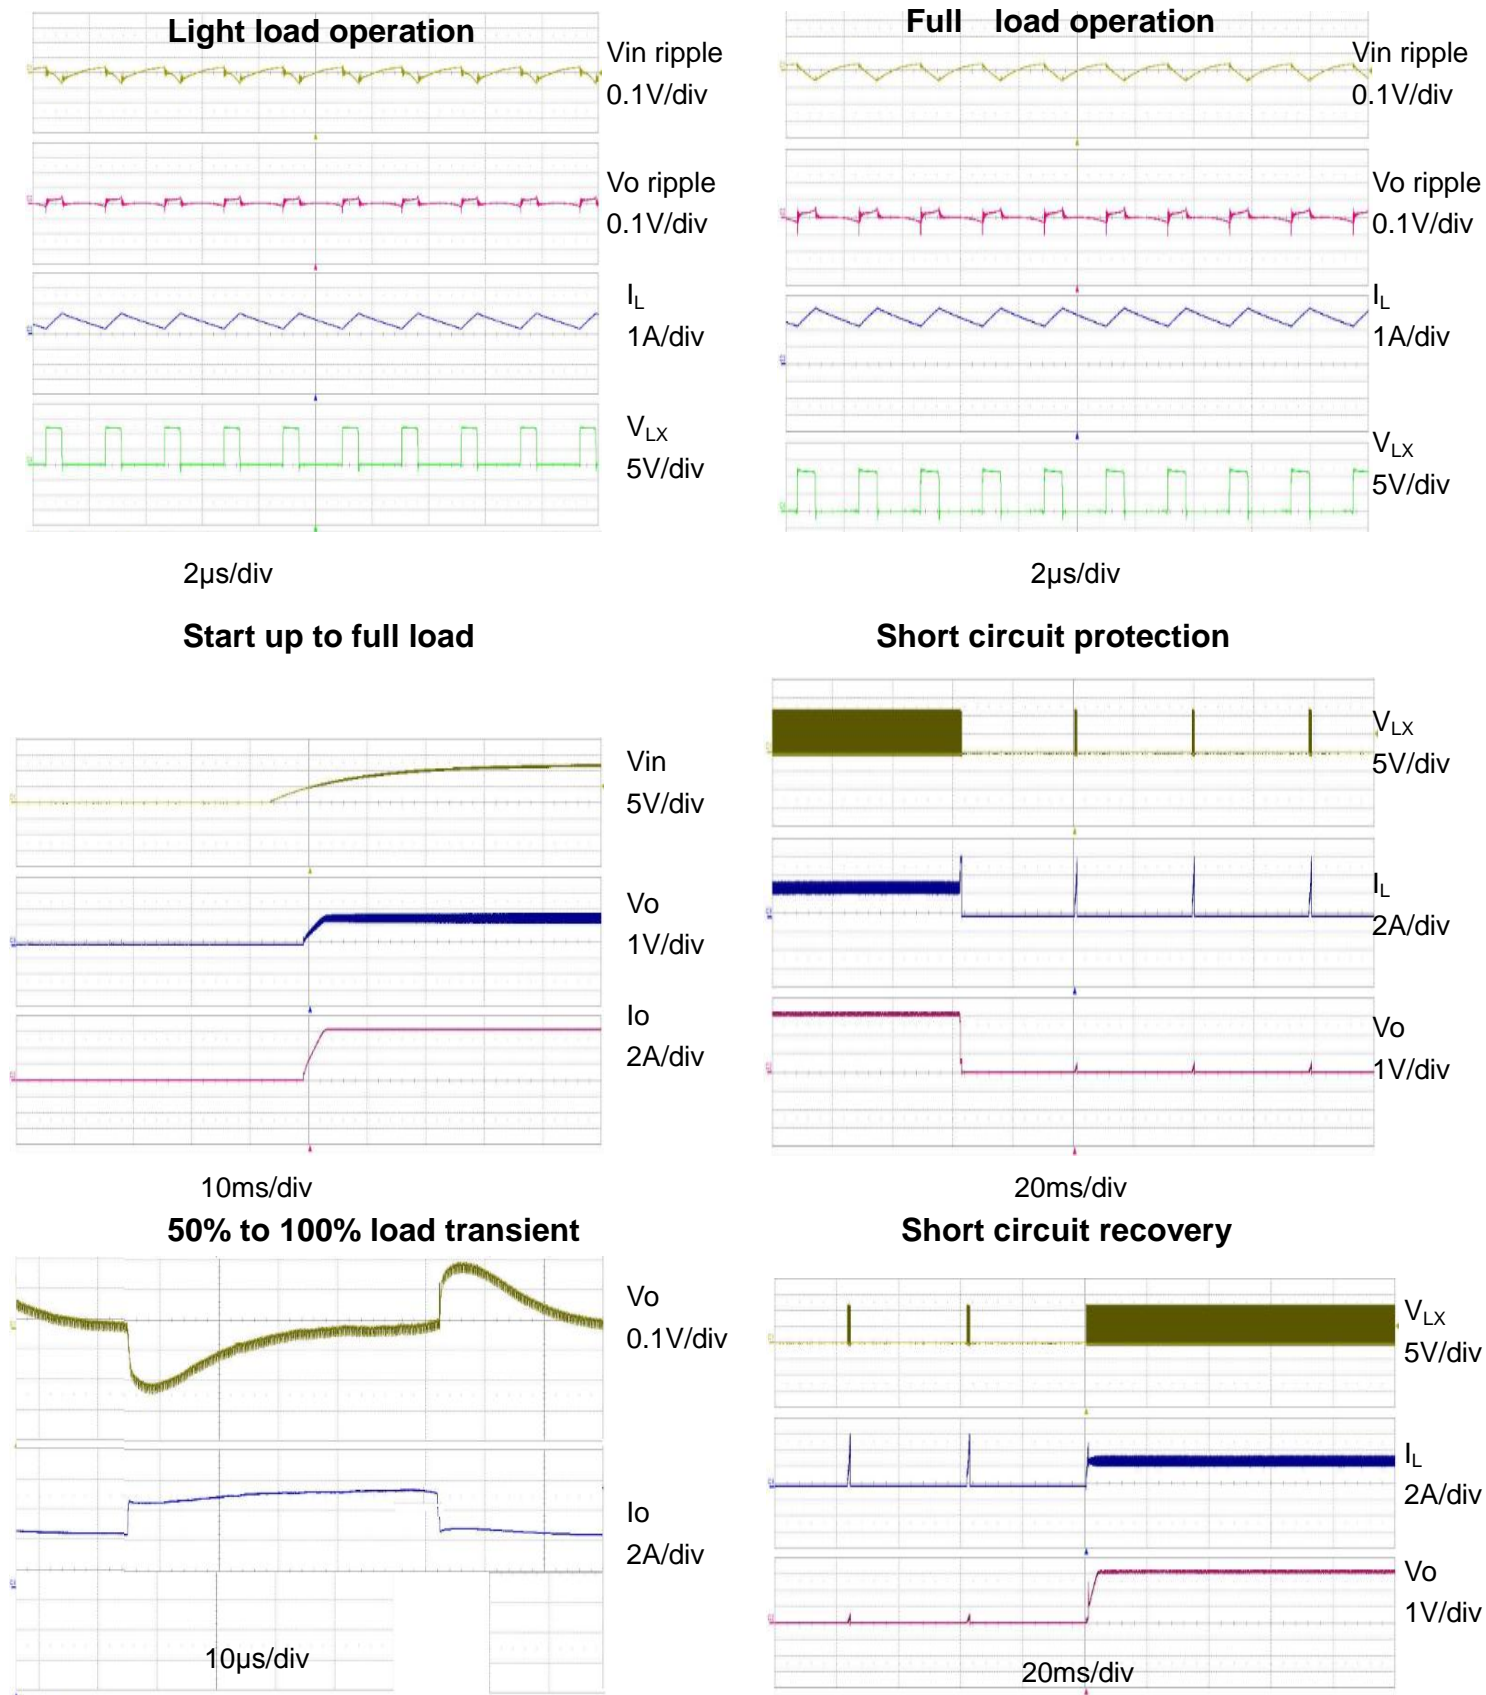 Light load operation
Vin ripple
0.1V/div
Vo ripple
0.1V/div
IL
1A/div
VLX
5V/div
2µs/div
Full load operation
Vin ripple
0.1V/div
Vo ripple
0.1V/div
IL
1A/div
VLX
5V/div
2µs/div
Start up to full load
Vin
5V/div
Vo
1V/div
Io
2A/div
10ms/div
Short circuit protection
VLX
5V/div
IL
2A/div
Vo
1V/div
20ms/div
50% to 100% load transient
Vo
0.1V/div
Io
2A/div
10µs/div
Short circuit recovery
VLX
5V/div
IL
2A/div
Vo
1V/div
20ms/div